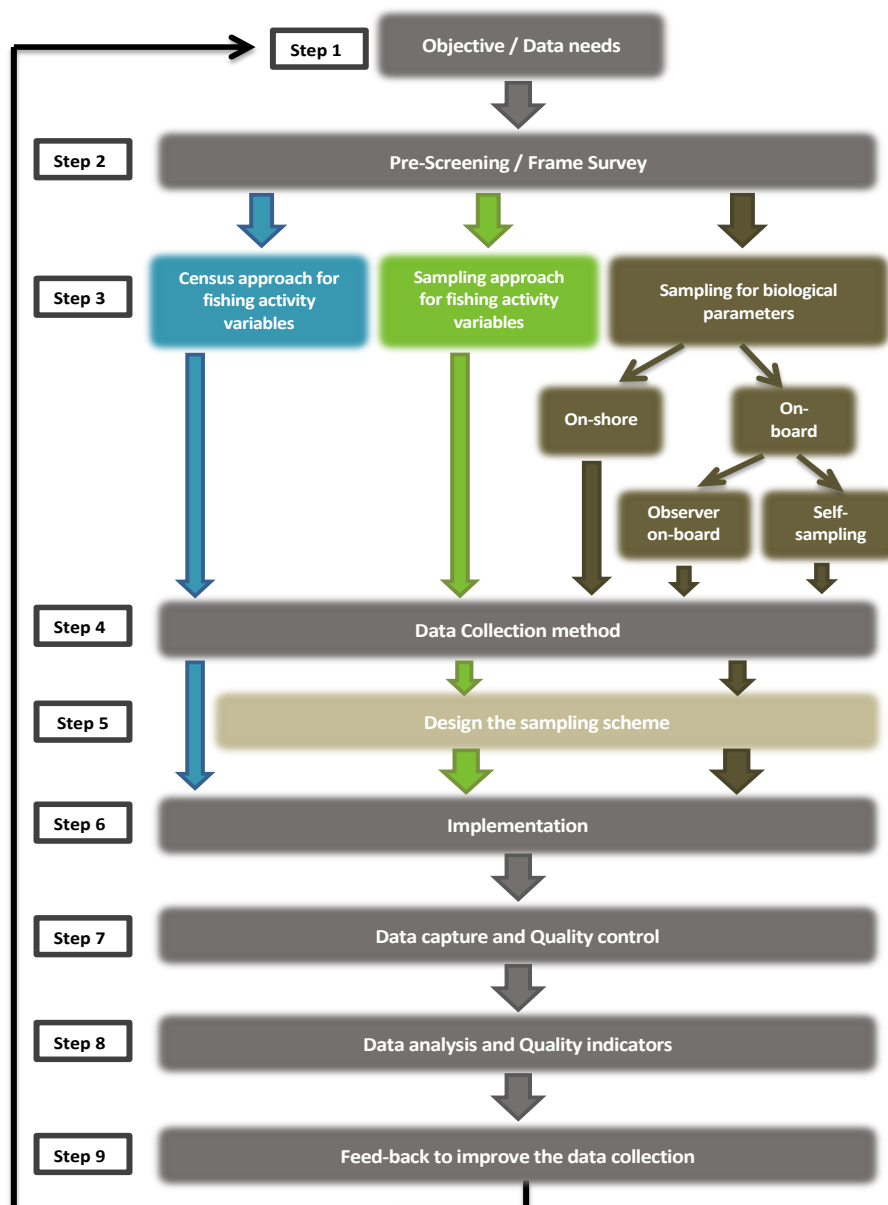 Step 1
Objective / Data needs
Step 2
Pre-Screening / Frame Survey
Step 3
Census approach for
fishing activity
variables
Sampling approach
for fishing activity
variables
Sampling for biological
parameters
On-shore
On-
board
Observer
on-board
Self-
sampling
Step 4
Data Collection method
Step 5
Design the sampling scheme
Step 6
Implementation
Step 7
Data capture and Quality control
Step 8
Data analysis and Quality indicators
Step 9
Feed-back to improve the data collection